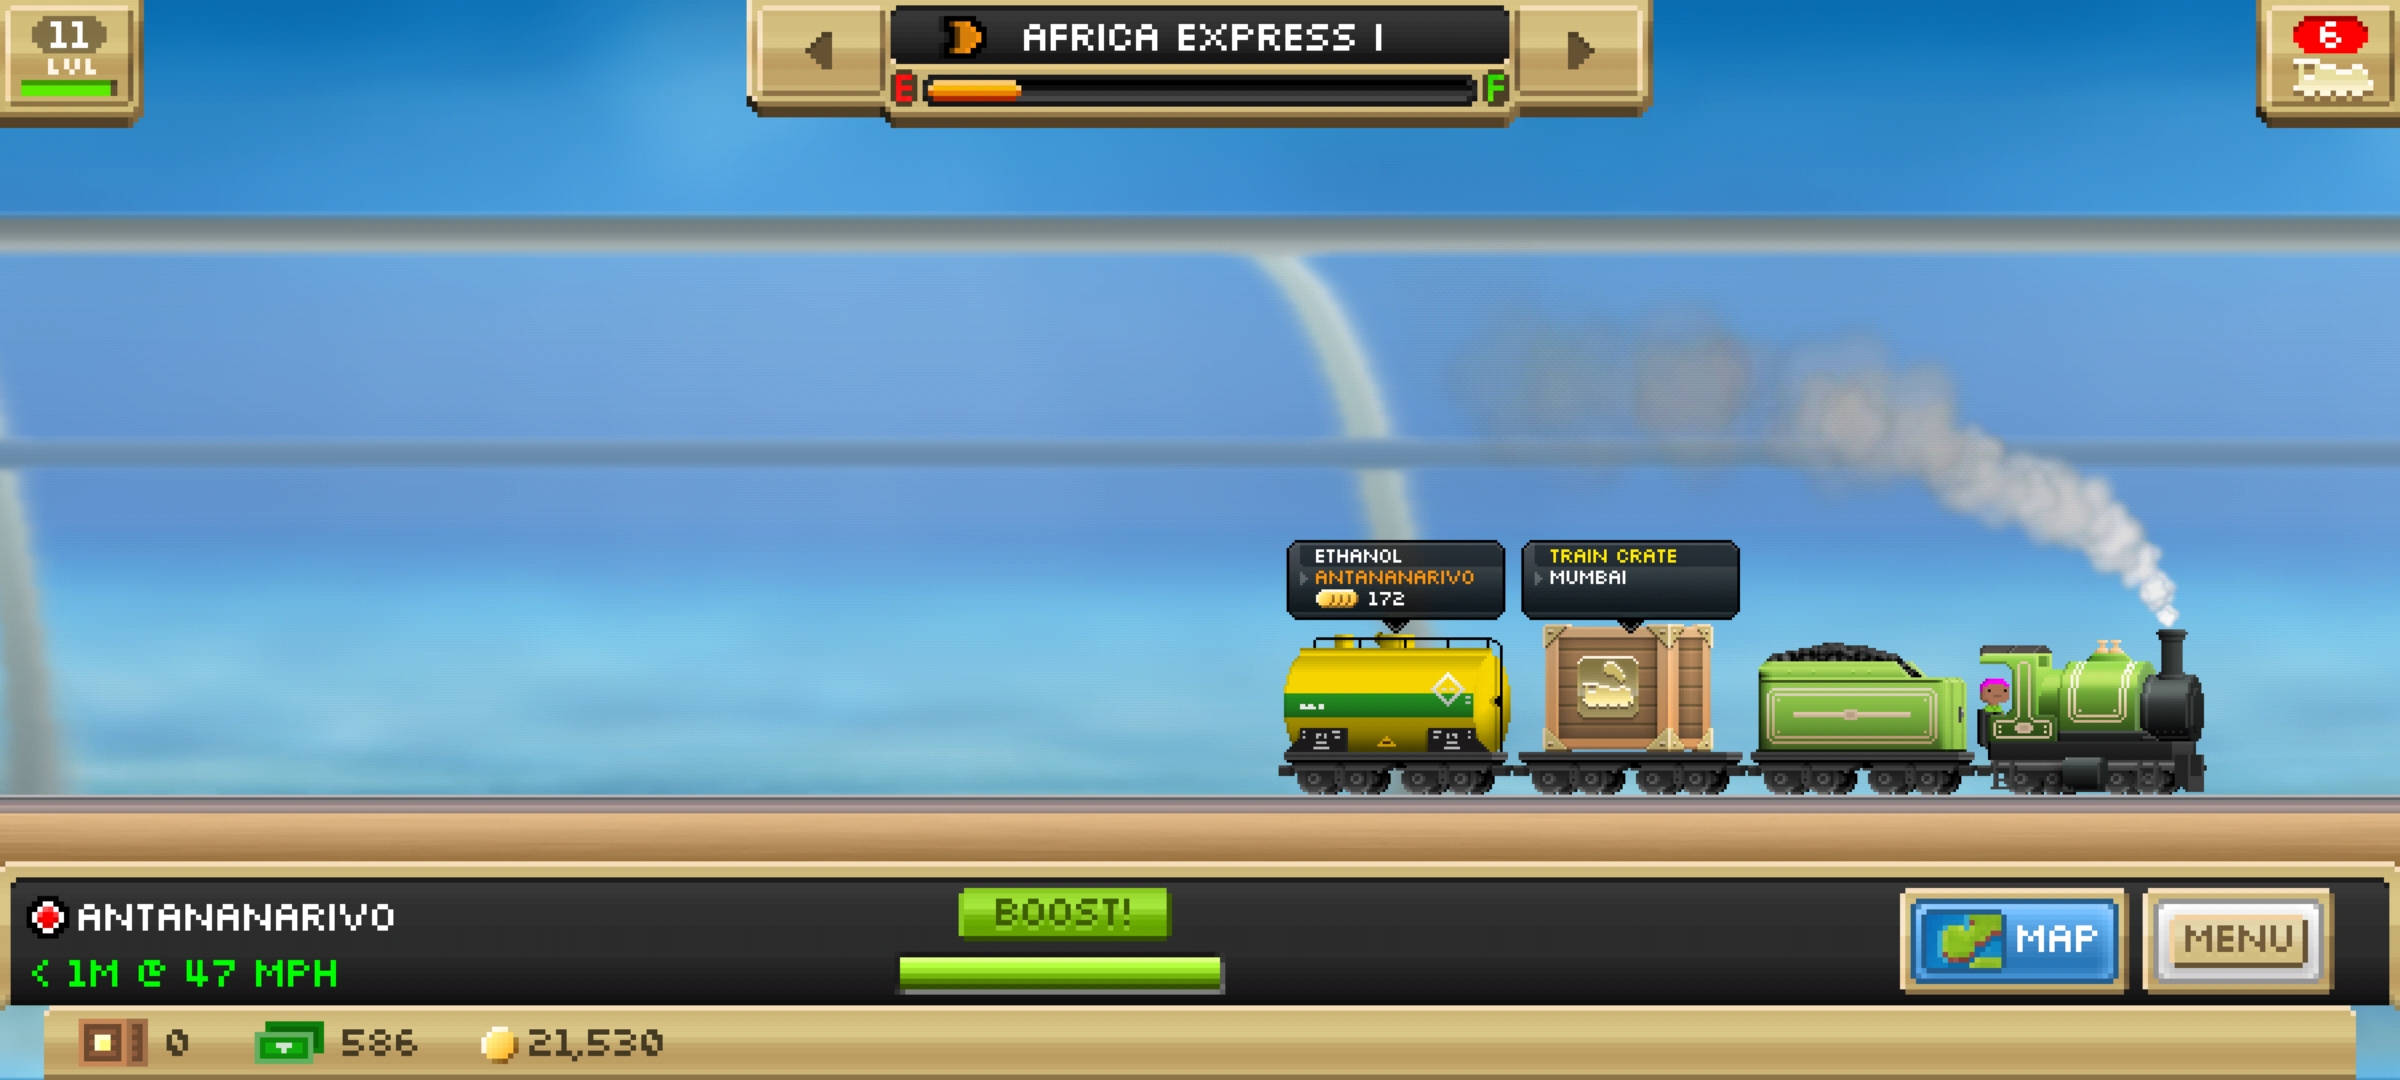 11
LVL
AFRICA EXPRESS I
E
F
6
ETHANOL
ANTANANARIVO
172
TRAIN CRATE
MUMBAI
ANTANANARIVO
< 1M @ 47 MPH
BOOST!
MAP
MENU
0
586
21,530